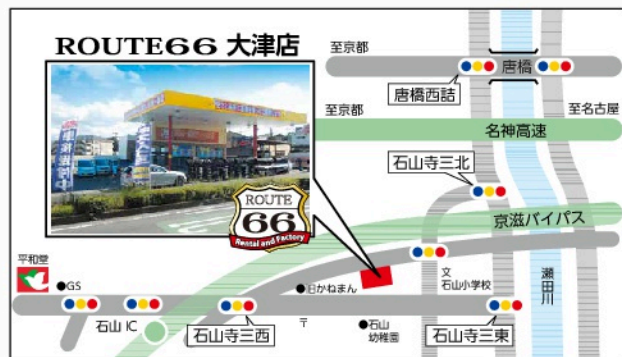 ROUTE66 大津店
至京都
唐橋
唐橋西詰
至京都
至名古屋
名神高速
石山寺三北
ROUTE
66
Rental and Factory
京滋バイパス
平和堂
GS
旧かねまん
文
石山小学校
瀬田川
石山IC
石山寺三西
〒
石山
幼稚園
石山寺三東